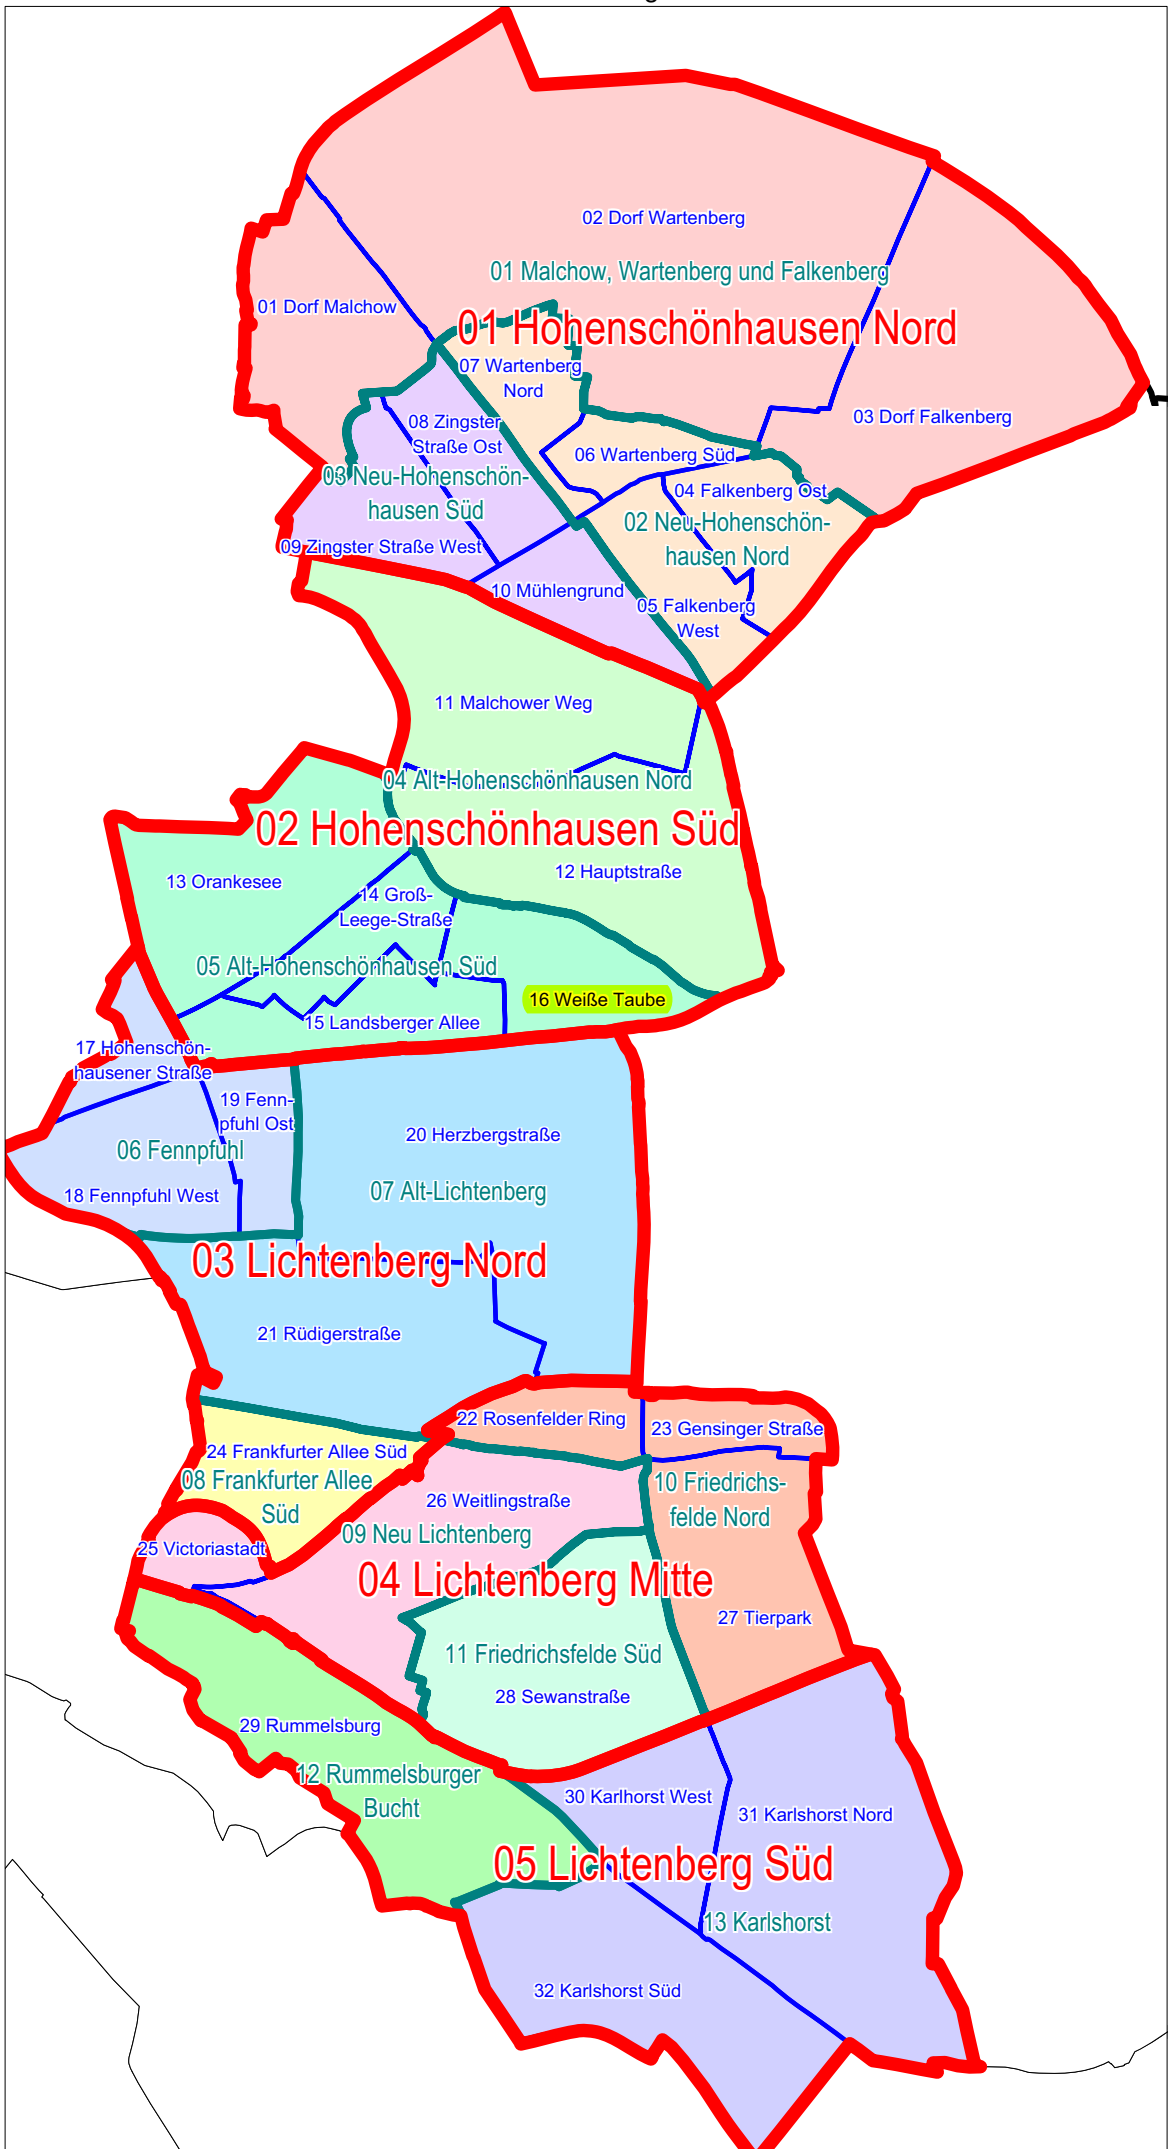 02 Dorf Wartenberg
01 Malchow, Wartenberg und Falkenberg
01 Dorf Malchow
01 Hohenschönhausen Nord
07 Wartenberg
Nord
03 Dorf Falkenberg
08 Zingster
Straße Ost
06 Wartenberg Süd
03 Neu-Hohenschön-
hausen Süd
04 Falkenberg Ost
02 Neu-Hohenschön-
hausen Nord
09 Zingster Straße West
10 Mühlengrund
05 Falkenberg
West
11 Malchower Weg
04 Alt-Hohenschönhausen Nord
02 Hohenschönhausen Süd
12 Hauptstraße
13 Orankesee
14 Groß-
Leege-Straße
05 Alt-Hohenschönhausen Süd
16 Weiße Taube
15 Landsberger Allee
17 Hohenschön-
hausener Straße
19 Fenn-
pfuhl Ost
20 Herzbergstraße
06 Fennpfuhl
18 Fennpfuhl West
07 Alt-Lichtenberg
03 Lichtenberg Nord
21 Rüdigerstraße
22 Rosenfelder Ring
23 Gensinger Straße
24 Frankfurter Allee Süd
08 Frankfurter Allee
Süd
10 Friedrichs-
felde Nord
26 Weitlingstraße
09 Neu Lichtenberg
25 Victoriastadt
04 Lichtenberg Mitte
27 Tierpark
11 Friedrichsfelde Süd
28 Sewanstraße
29 Rummelsburg
12 Rummelsburger
Bucht
30 Karlhorst West
31 Karlshorst Nord
05 Lichtenberg Süd
13 Karlshorst
32 Karlshorst Süd